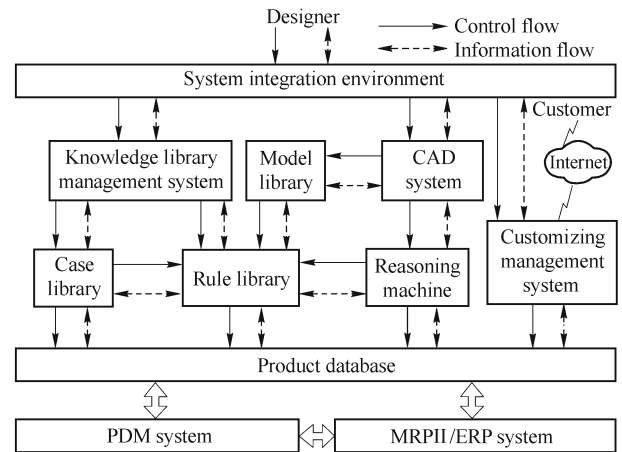 Designer
Control flow
Information flow
System integration environment
Customer
Internet
Knowledge library
management system
Model
library
CAD
system
Case
library
Rule library
Reasoning
machine
Customizing
management
system
Product database
PDM system
MRPII/ERP system